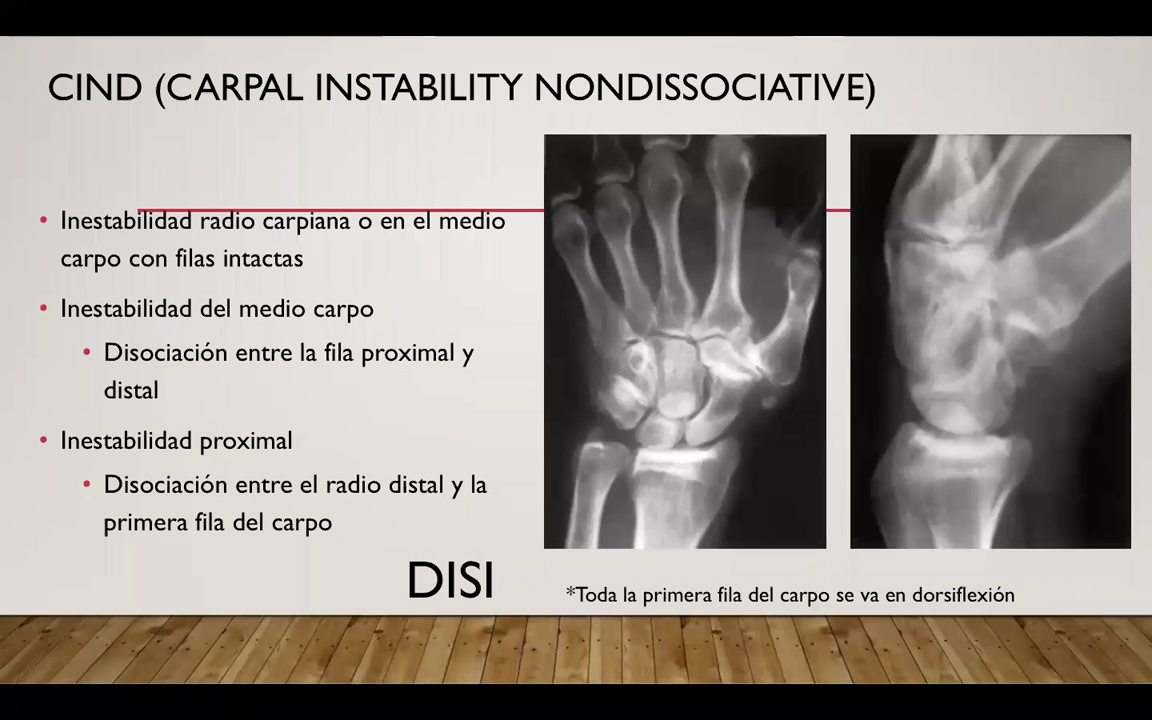 CIND (CARPAL INSTABILITY NONDISSOCIATIVE)
• Inestabilidad radio carpiana o en el medio
carpo con filas intactas
• Inestabilidad del medio carpo
• Disociación entre la fila proximal y
distal
• Inestabilidad proximal
• Disociación entre el radio distal y la
primera fila del carpo
DISI
*Toda la primera fila del carpo se va en dorsiflexión